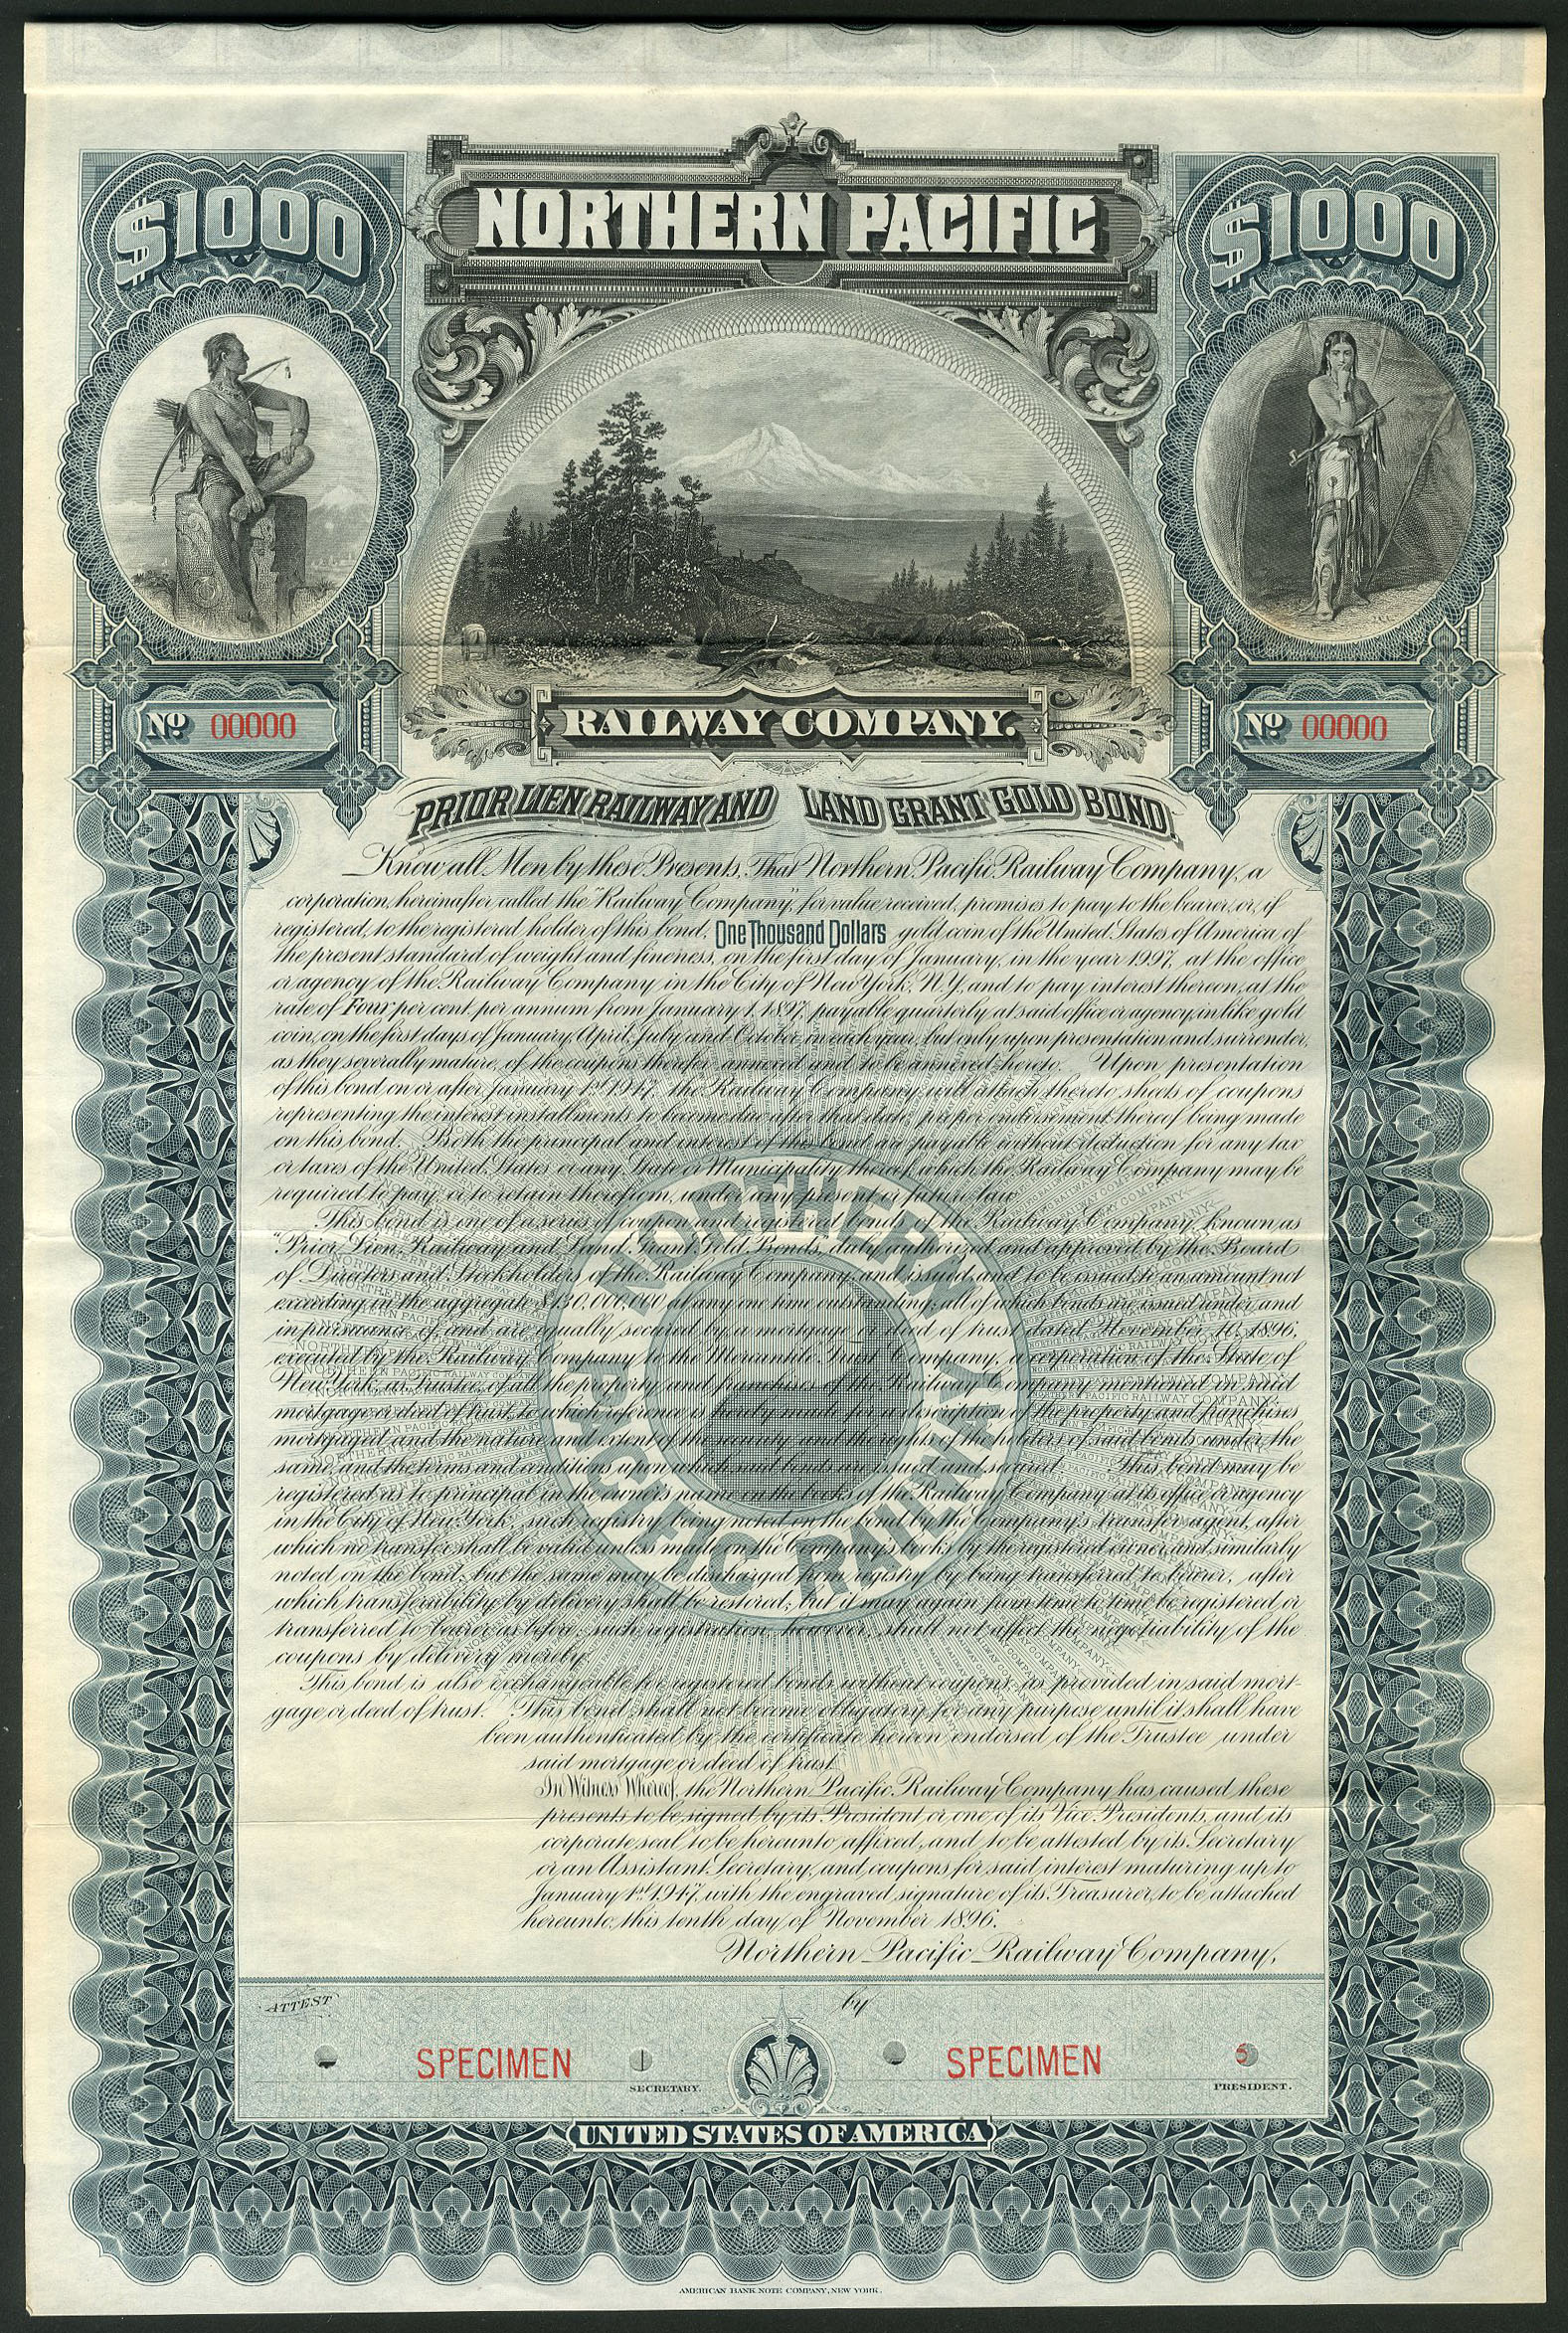 $1000
NORTHERN PACIFIC
$1000
RAILWAY COMPANY.
No 00000
No 00000
PRIOR LIEN RAILWAY AND LAND GRANT GOLD BOND.
Know all Men by these Presents, That Northern Pacific Railway Company, a
corporation, hereinafter called the "Railway Company", for value received, promises to pay to the bearer, or, if
registered, to the registered holder of this bond, One Thousand Dollars gold coin of the United States of America of
the present standard of weight and fineness, on the first day of January, in the year 1997, at the office
or agency of the Railway Company in the City of New York, N.Y., and to pay interest thereon, at the
rate of Four per cent. per annum from January 1, 1897, payable quarterly at said office or agency, in like gold
coin, on the first days of January, April, July and October, in each year, but only upon presentation and surrender,
as they severally mature, of the coupons therefor annexed and to be annexed hereto. Upon presentation
of this bond on or after January 1st 1947, the Railway Company will attach thereto sheets of coupons
representing the interest installments to become due after that date, proper endorsement thereof being made
on this bond. Both the principal and interest of this bond are payable without deduction for any tax
or taxes of the United States or any State or Municipality thereof, which the Railway Company may be
required to pay, or to retain therefrom, under any present or future law.
This bond is one of a series of coupon and registered bonds of the Railway Company, known as
"Prior Lien, Railway and Land Grant Gold Bonds", duly authorized and approved by the Board
of Directors and Stockholders of the Railway Company, and issued, and to be issued, to an amount not
exceeding in the aggregate $130,000,000 at any one time outstanding; all of which bonds are issued under, and
in pursuance of, and are equally secured by, a mortgage or deed of trust dated November 10, 1896,
executed by the Railway Company to the Mercantile Trust Company, a corporation of the State of
New York, as Trustee, of all the property and franchises of the Railway Company mentioned in said
mortgage or deed of trust, to which reference is hereby made for a description of the property and franchises
mortgaged and the nature and extent of the security and the rights of the holders of said bonds under the
same, and the terms and conditions upon which said bonds are issued and secured. This bond may be
registered as to principal in the owner's name on the books of the Railway Company at its office or agency
in the City of New York, such registry being noted on the bond by the Company's transfer agent, after
which no transfer shall be valid unless made on the Company's books by the registered owner, and similarly
noted on the bond; but the same may be discharged from registry by being transferred to bearer, after
which transferability by delivery shall be restored; but it may again from time to time be registered or
transferred to bearer as before; such registration, however, shall not affect the negotiability of the
coupons by delivery merely.
This bond is also exchangeable for registered bonds without coupons, as provided in said mort-
gage or deed of trust. This bond shall not become obligatory for any purpose until it shall have
been authenticated by the certificate hereon endorsed of the Trustee under
said mortgage or deed of trust.
In Witness Whereof, the Northern Pacific Railway Company has caused these
presents to be signed by its President or one of its Vice Presidents, and its
corporate seal to be hereunto affixed, and to be attested by its Secretary
or an Assistant Secretary, and coupons for said interest maturing up to
January 1st 1947, with the engraved signature of its Treasurer, to be attached
hereunto, this tenth day of November 1896.
Northern Pacific Railway Company,
NORTHERN PACIFIC RAILWAY
ATTEST by
SPECIMEN SPECIMEN
SECRETARY. PRESIDENT.
UNITED STATES OF AMERICA
AMERICAN BANK NOTE COMPANY, NEW YORK.